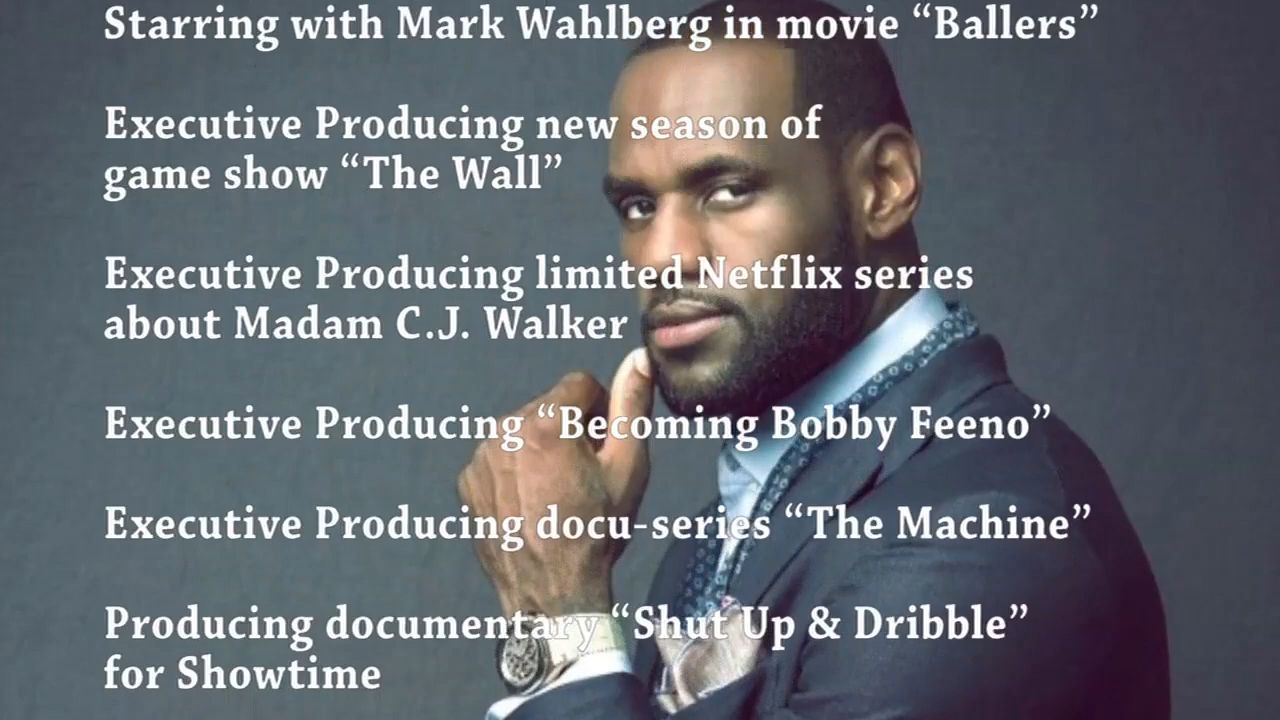 Starring with Mark Wahlberg in movie “Ballers”
Executive Producing new season of
game show “The Wall”
Executive Producing limited Netflix series
about Madam C.J. Walker
Executive Producing “Becoming Bobby Feeno”
Executive Producing docu-series “The Machine”
Producing documentary “Shut Up & Dribble”
for Showtime